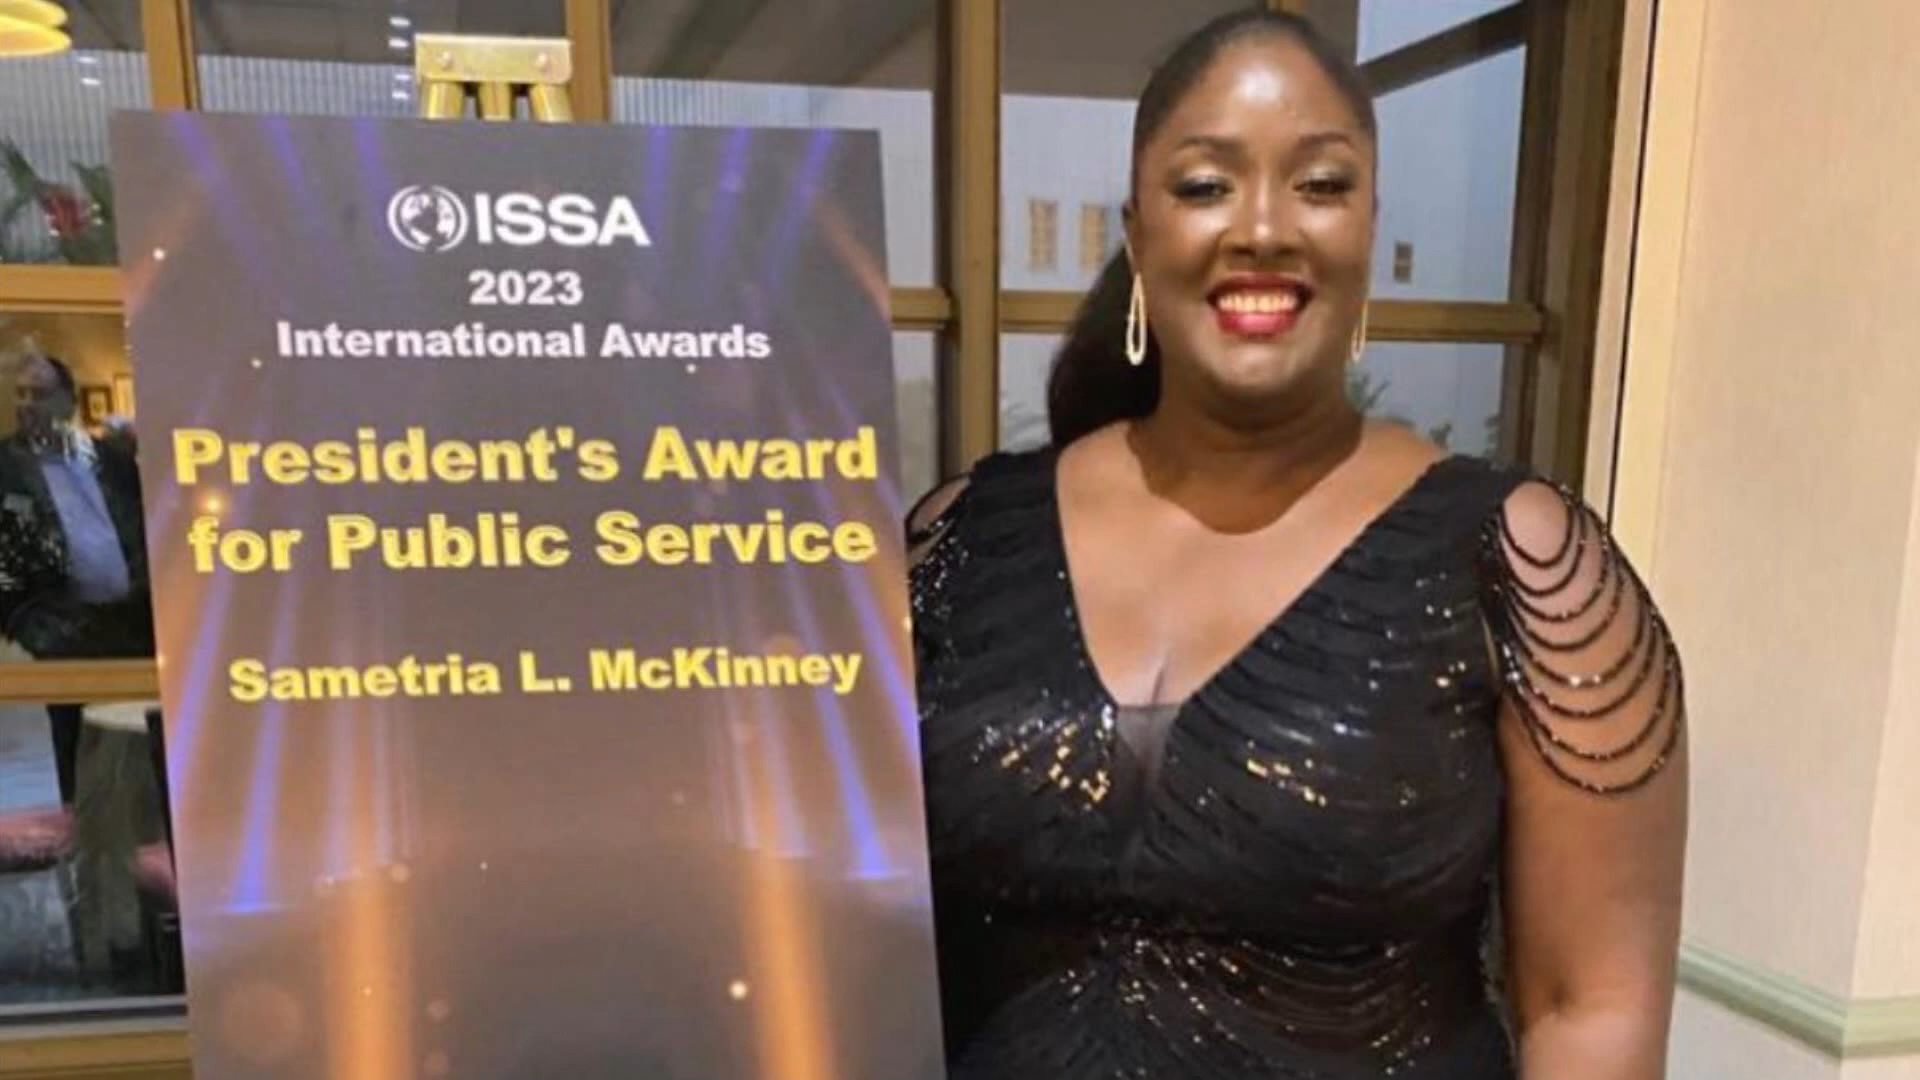 ISSA
2023
International Awards
President's Award
for Public Service
Sametria L. McKinney